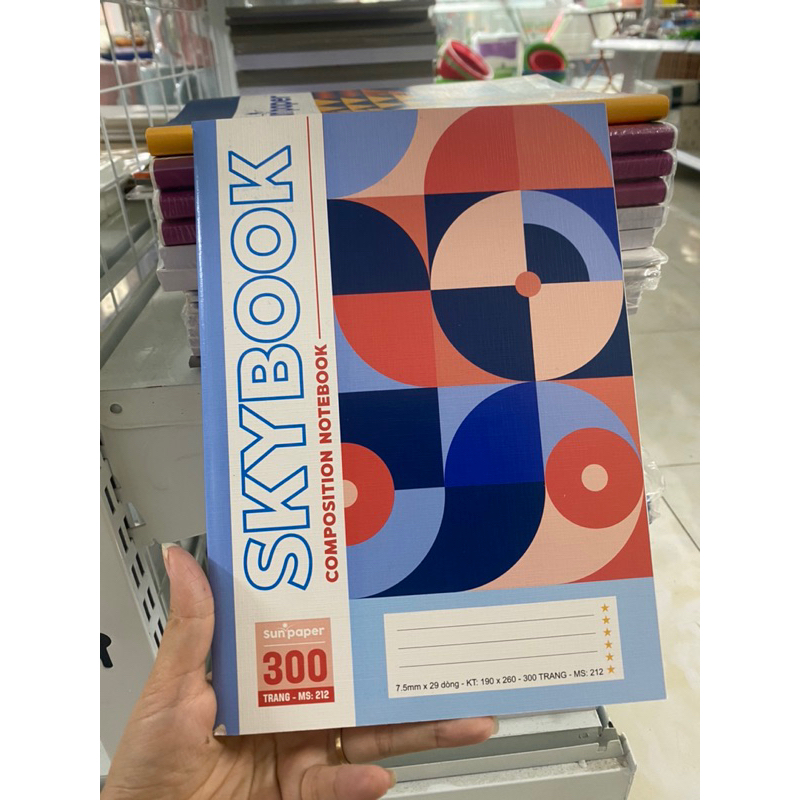 SKYBOOK
COMPOSITION NOTEBOOK
sun paper
300
TRANG - MS: 212
7.5mm x 29 dòng - KT: 190 x 260 - 300 TRANG - MS: 212